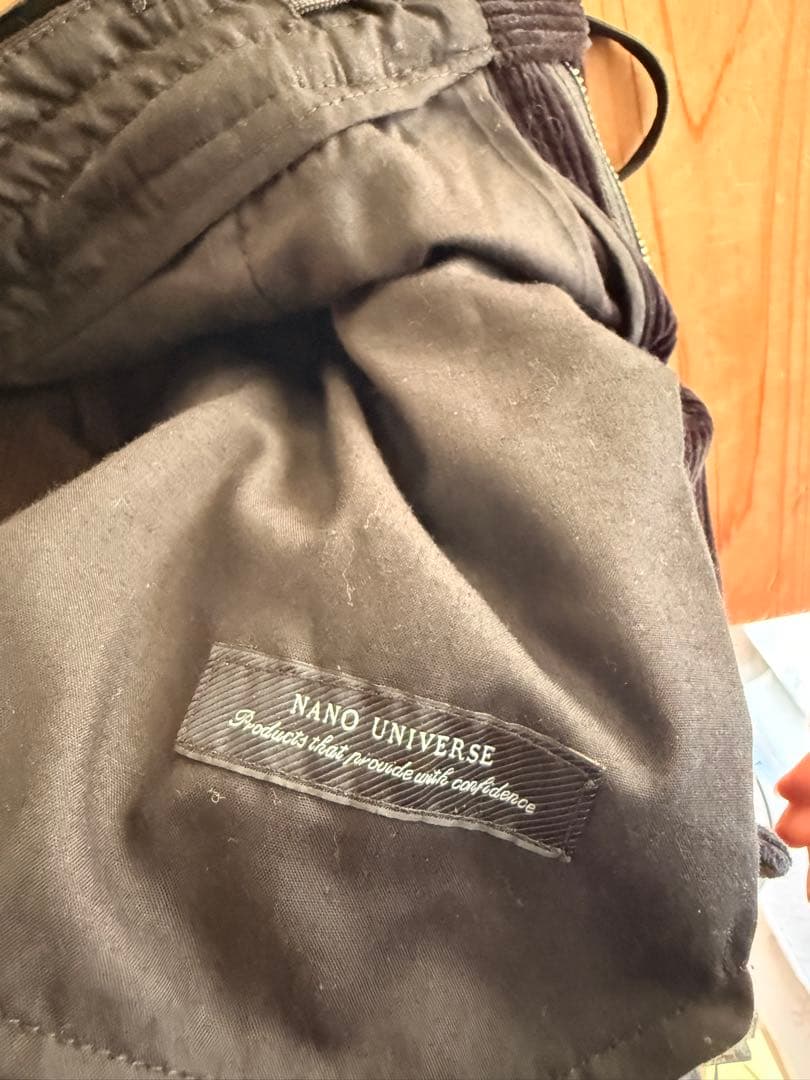 NANO UNIVERSE
Products that provide with confidence